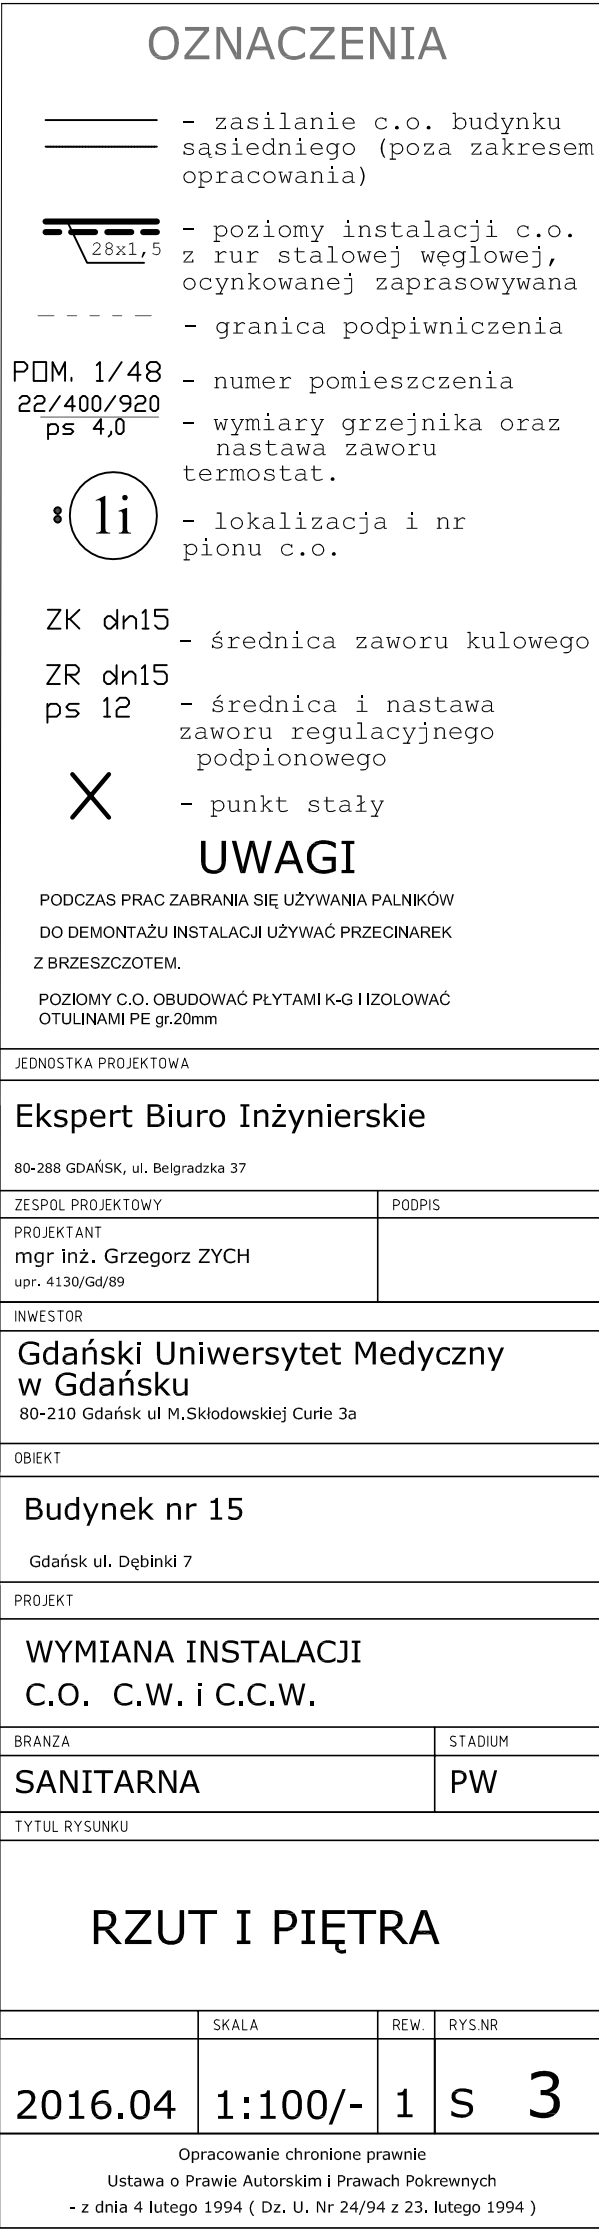 OZNACZENIA
- zasilanie c.o. budynku
sąsiedniego (poza zakresem
opracowania)
28x1,5
- poziomy instalacji c.o.
z rur stalowej węglowej,
ocynkowanej zaprasowywana
- granica podpiwniczenia
POM. 1/48 - numer pomieszczenia
22/400/920
ps 4,0
- wymiary grzejnika oraz
nastawa zaworu
termostat.
1i
- lokalizacja i nr
pionu c.o.
ZK dn15
- średnica zaworu kulowego
ZR dn15
ps 12
- średnica i nastawa
zaworu regulacyjnego
podpionowego
- punkt stały
UWAGI
PODCZAS PRAC ZABRANIA SIĘ UŻYWANIA PALNIKÓW
DO DEMONTAŻU INSTALACJI UŻYWAĆ PRZECINAREK
Z BRZESZCZOTEM.
POZIOMY C.O. OBUDOWAĆ PŁYTAMI K-G I IZOLOWAĆ
OTULINAMI PE gr.20mm
JEDNOSTKA PROJEKTOWA
Ekspert Biuro Inżynierskie
80-288 GDAŃSK, ul. Belgradzka 37
ZESPOL PROJEKTOWY PODPIS
PROJEKTANT
mgr inż. Grzegorz ZYCH
upr. 4130/Gd/89
INWESTOR
Gdański Uniwersytet Medyczny
w Gdańsku
80-210 Gdańsk ul M.Skłodowskiej Curie 3a
OBIEKT
Budynek nr 15
Gdańsk ul. Dębinki 7
PROJEKT
WYMIANA INSTALACJI
C.O. C.W. i C.C.W.
BRANZA STADIUM
SANITARNA PW
TYTUL RYSUNKU
RZUT I PIĘTRA
SKALA REW. RYS.NR
2016.04 1:100/- 1 S 3
Opracowanie chronione prawnie
Ustawa o Prawie Autorskim i Prawach Pokrewnych
- z dnia 4 lutego 1994 ( Dz. U. Nr 24/94 z 23. lutego 1994 )